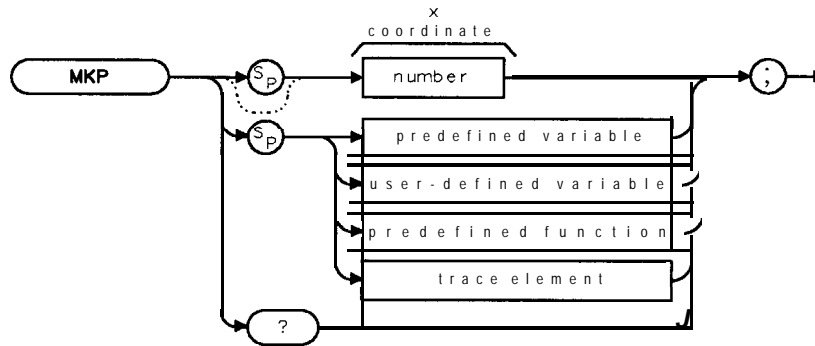 x
coordinate
MKP
SP
number
;
SP
predefined variable
user-defined variable
predefined function
trace element
?